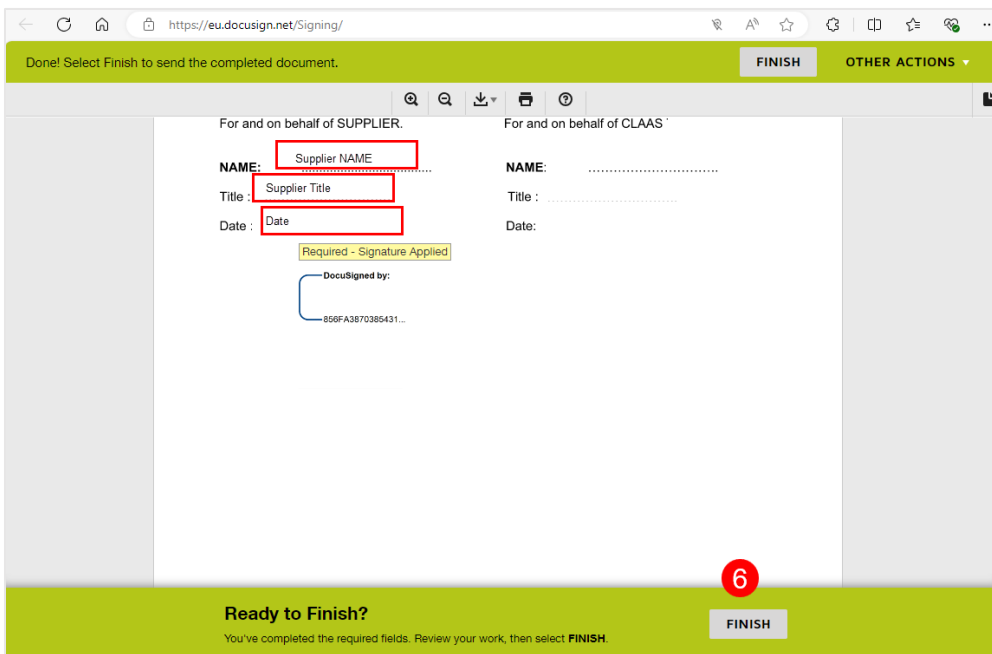 https://eu.docusign.net/Signing/
Done! Select Finish to send the completed document.
FINISH
OTHER ACTIONS
For and on behalf of SUPPLIER.
For and on behalf of CLAAS
NAME:
Supplier NAME
NAME:
Title :
Supplier Title
Title :
Date :
Date
Date:
Required - Signature Applied
DocuSigned by:
856FA3870385431...
6
Ready to Finish?
FINISH
You've completed the required fields. Review your work, then select FINISH.